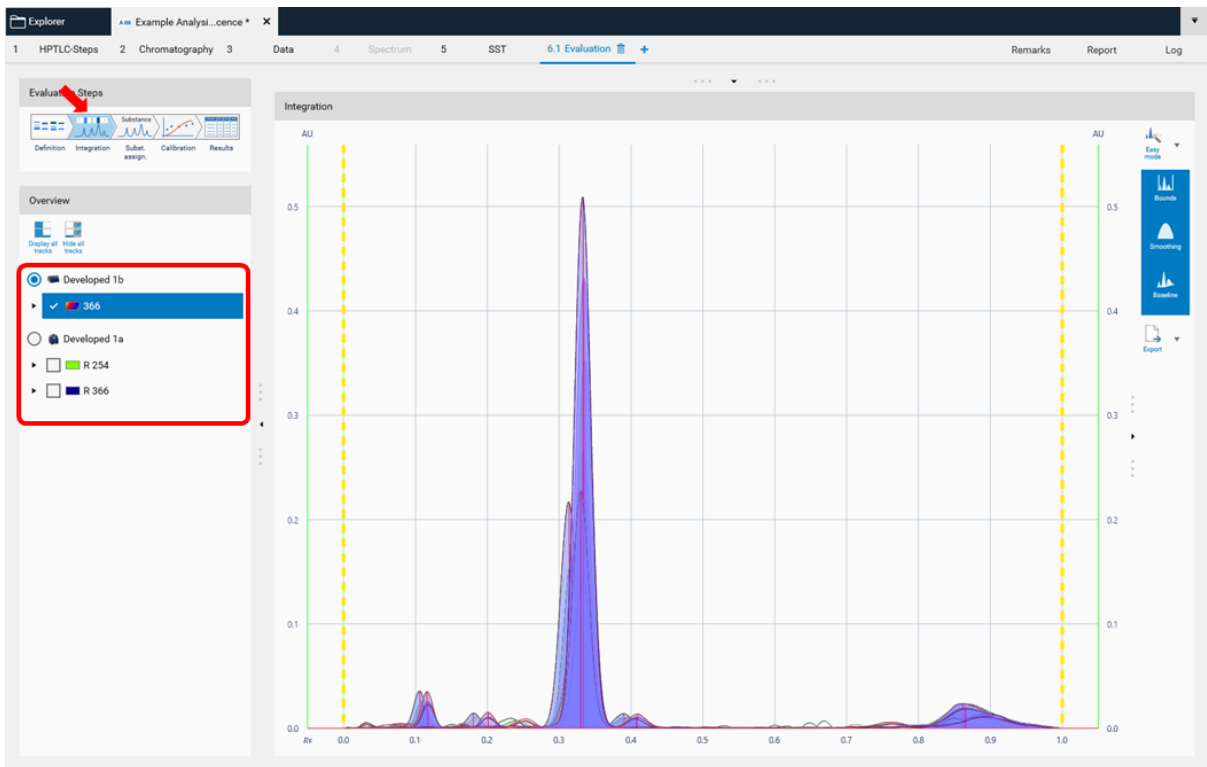 Explorer
Example Analysi...cence *
1 HPTLC-Steps 2 Chromatography 3 Data 4 Spectrum 5 SST 6.1 Evaluation + Remarks Report Log
Evaluation Steps
Substance
Definition Integration Subst. assign. Calibration Results
Overview
Display all tracks
Hide all tracks
Developed 1b
366
Developed 1a
R 254
R 366
Integration
AU AU
0.5 0.5
0.4 0.4
0.3 0.3
0.2 0.2
0.1 0.1
0.0 0.0
RF 0.0 0.1 0.2 0.3 0.4 0.5 0.6 0.7 0.8 0.9 1.0
Easy mode
Bounds
Smoothing
Baseline
Export